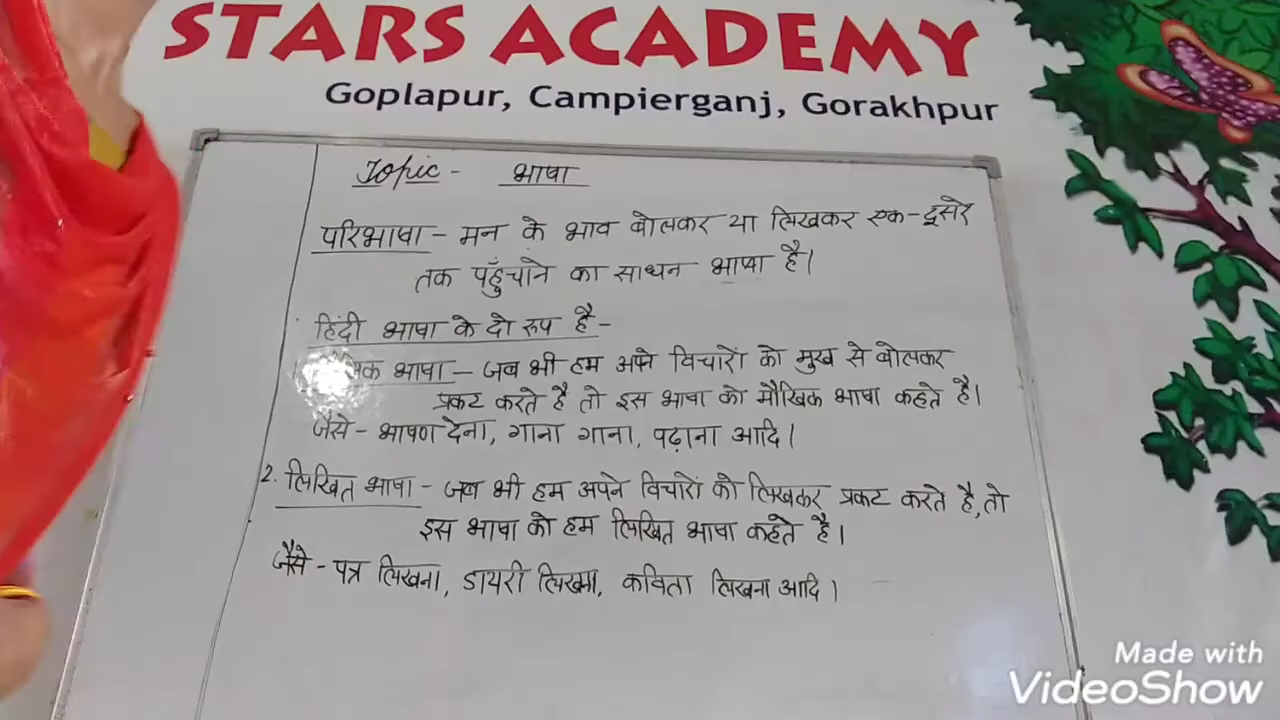 STARS ACADEMY
Goplapur, Campierganj, Gorakhpur
Topic - भाषा
परिभाषा - मन के भाव बोलकर या लिखकर एक-दूसरे
तक पहुँचाने का साधन भाषा है।
हिंदी भाषा के दो रूप है -
भाषा - जब भी हम अपने विचारों को मुख से बोलकर
प्रकट करते है तो इस भाषा को मौखिक भाषा कहते है।
जैसे - भाषण देना, गाना गाना, पढ़ाना आदि।
2. लिखित भाषा - जब भी हम अपने विचारों को लिखकर प्रकट करते है, तो
इस भाषा को हम लिखित भाषा कहते है।
जैसे - पत्र लिखना, डायरी लिखना, कविता लिखना आदि।
Made with
VideoShow